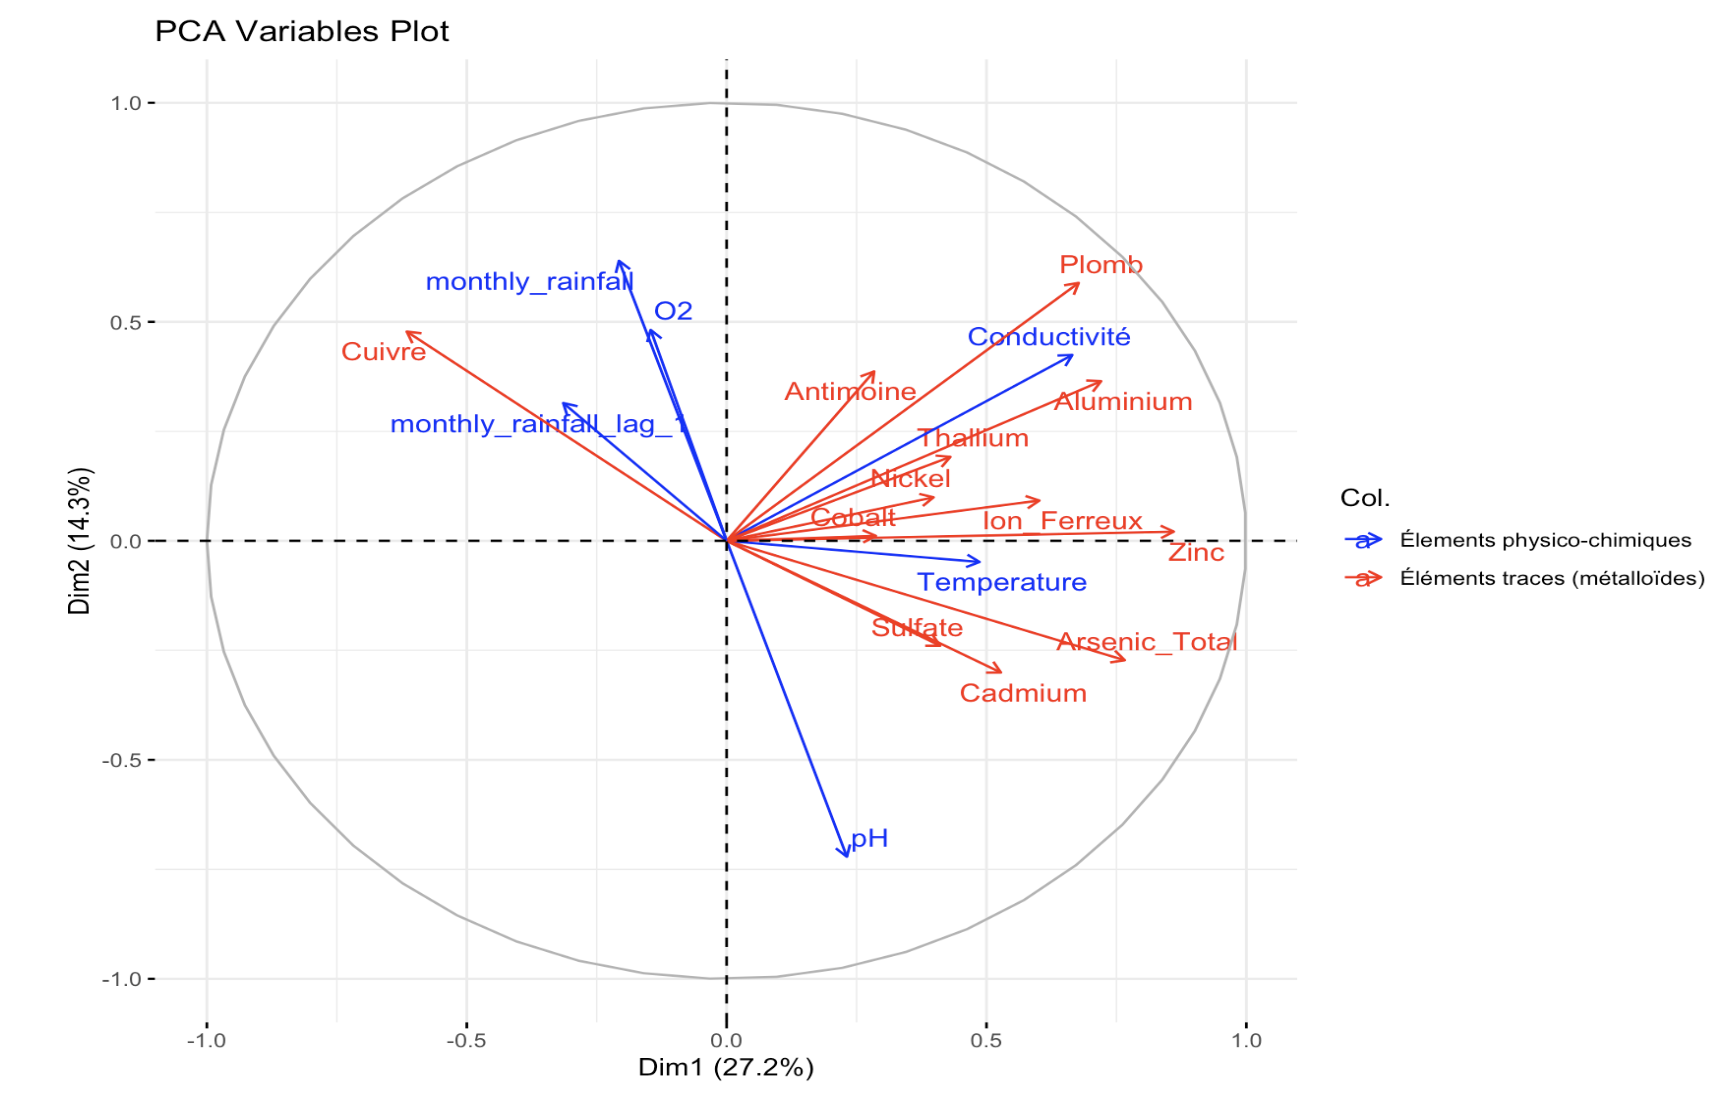 PCA Variables Plot
1.0
0.5
0.0
-0.5
-1.0
Dim2 (14.3%)
monthly_rainfall
O2
Cuivre
monthly_rainfall_lag_1
Plomb
Conductivité
Antimoine
Aluminium
Thallium
Nickel
Cobalt
Ion_Ferreux
Zinc
Temperature
Sulfate
Arsenic_Total
Cadmium
pH
-1.0
-0.5
0.0
0.5
1.0
Dim1 (27.2%)
Col.
a Élements physico-chimiques
a Éléments traces (métalloïdes)